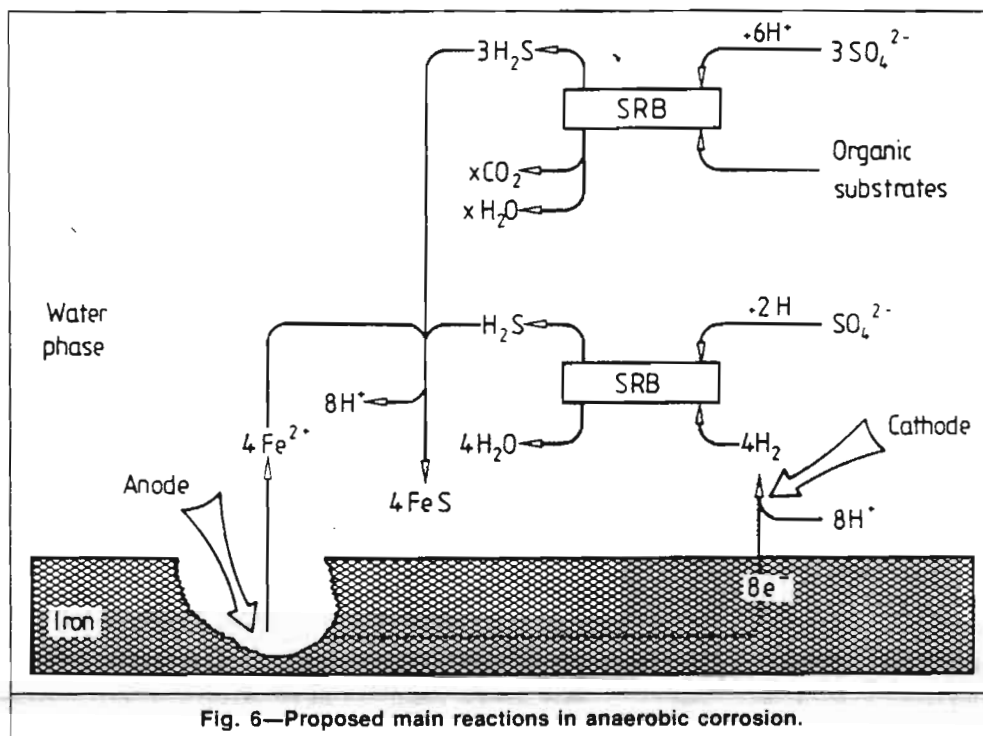 +6H⁺
3H₂S
3SO₄²⁻
SRB
Organic
substrates
xCO₂
xH₂O
Water
phase
+2 H
H₂S
SO₄²⁻
SRB
8H⁺
4Fe²⁺
4H₂O
4H₂
Cathode
Anode
4FeS
8H⁺
8e⁻
Iron
Fig. 6—Proposed main reactions in anaerobic corrosion.